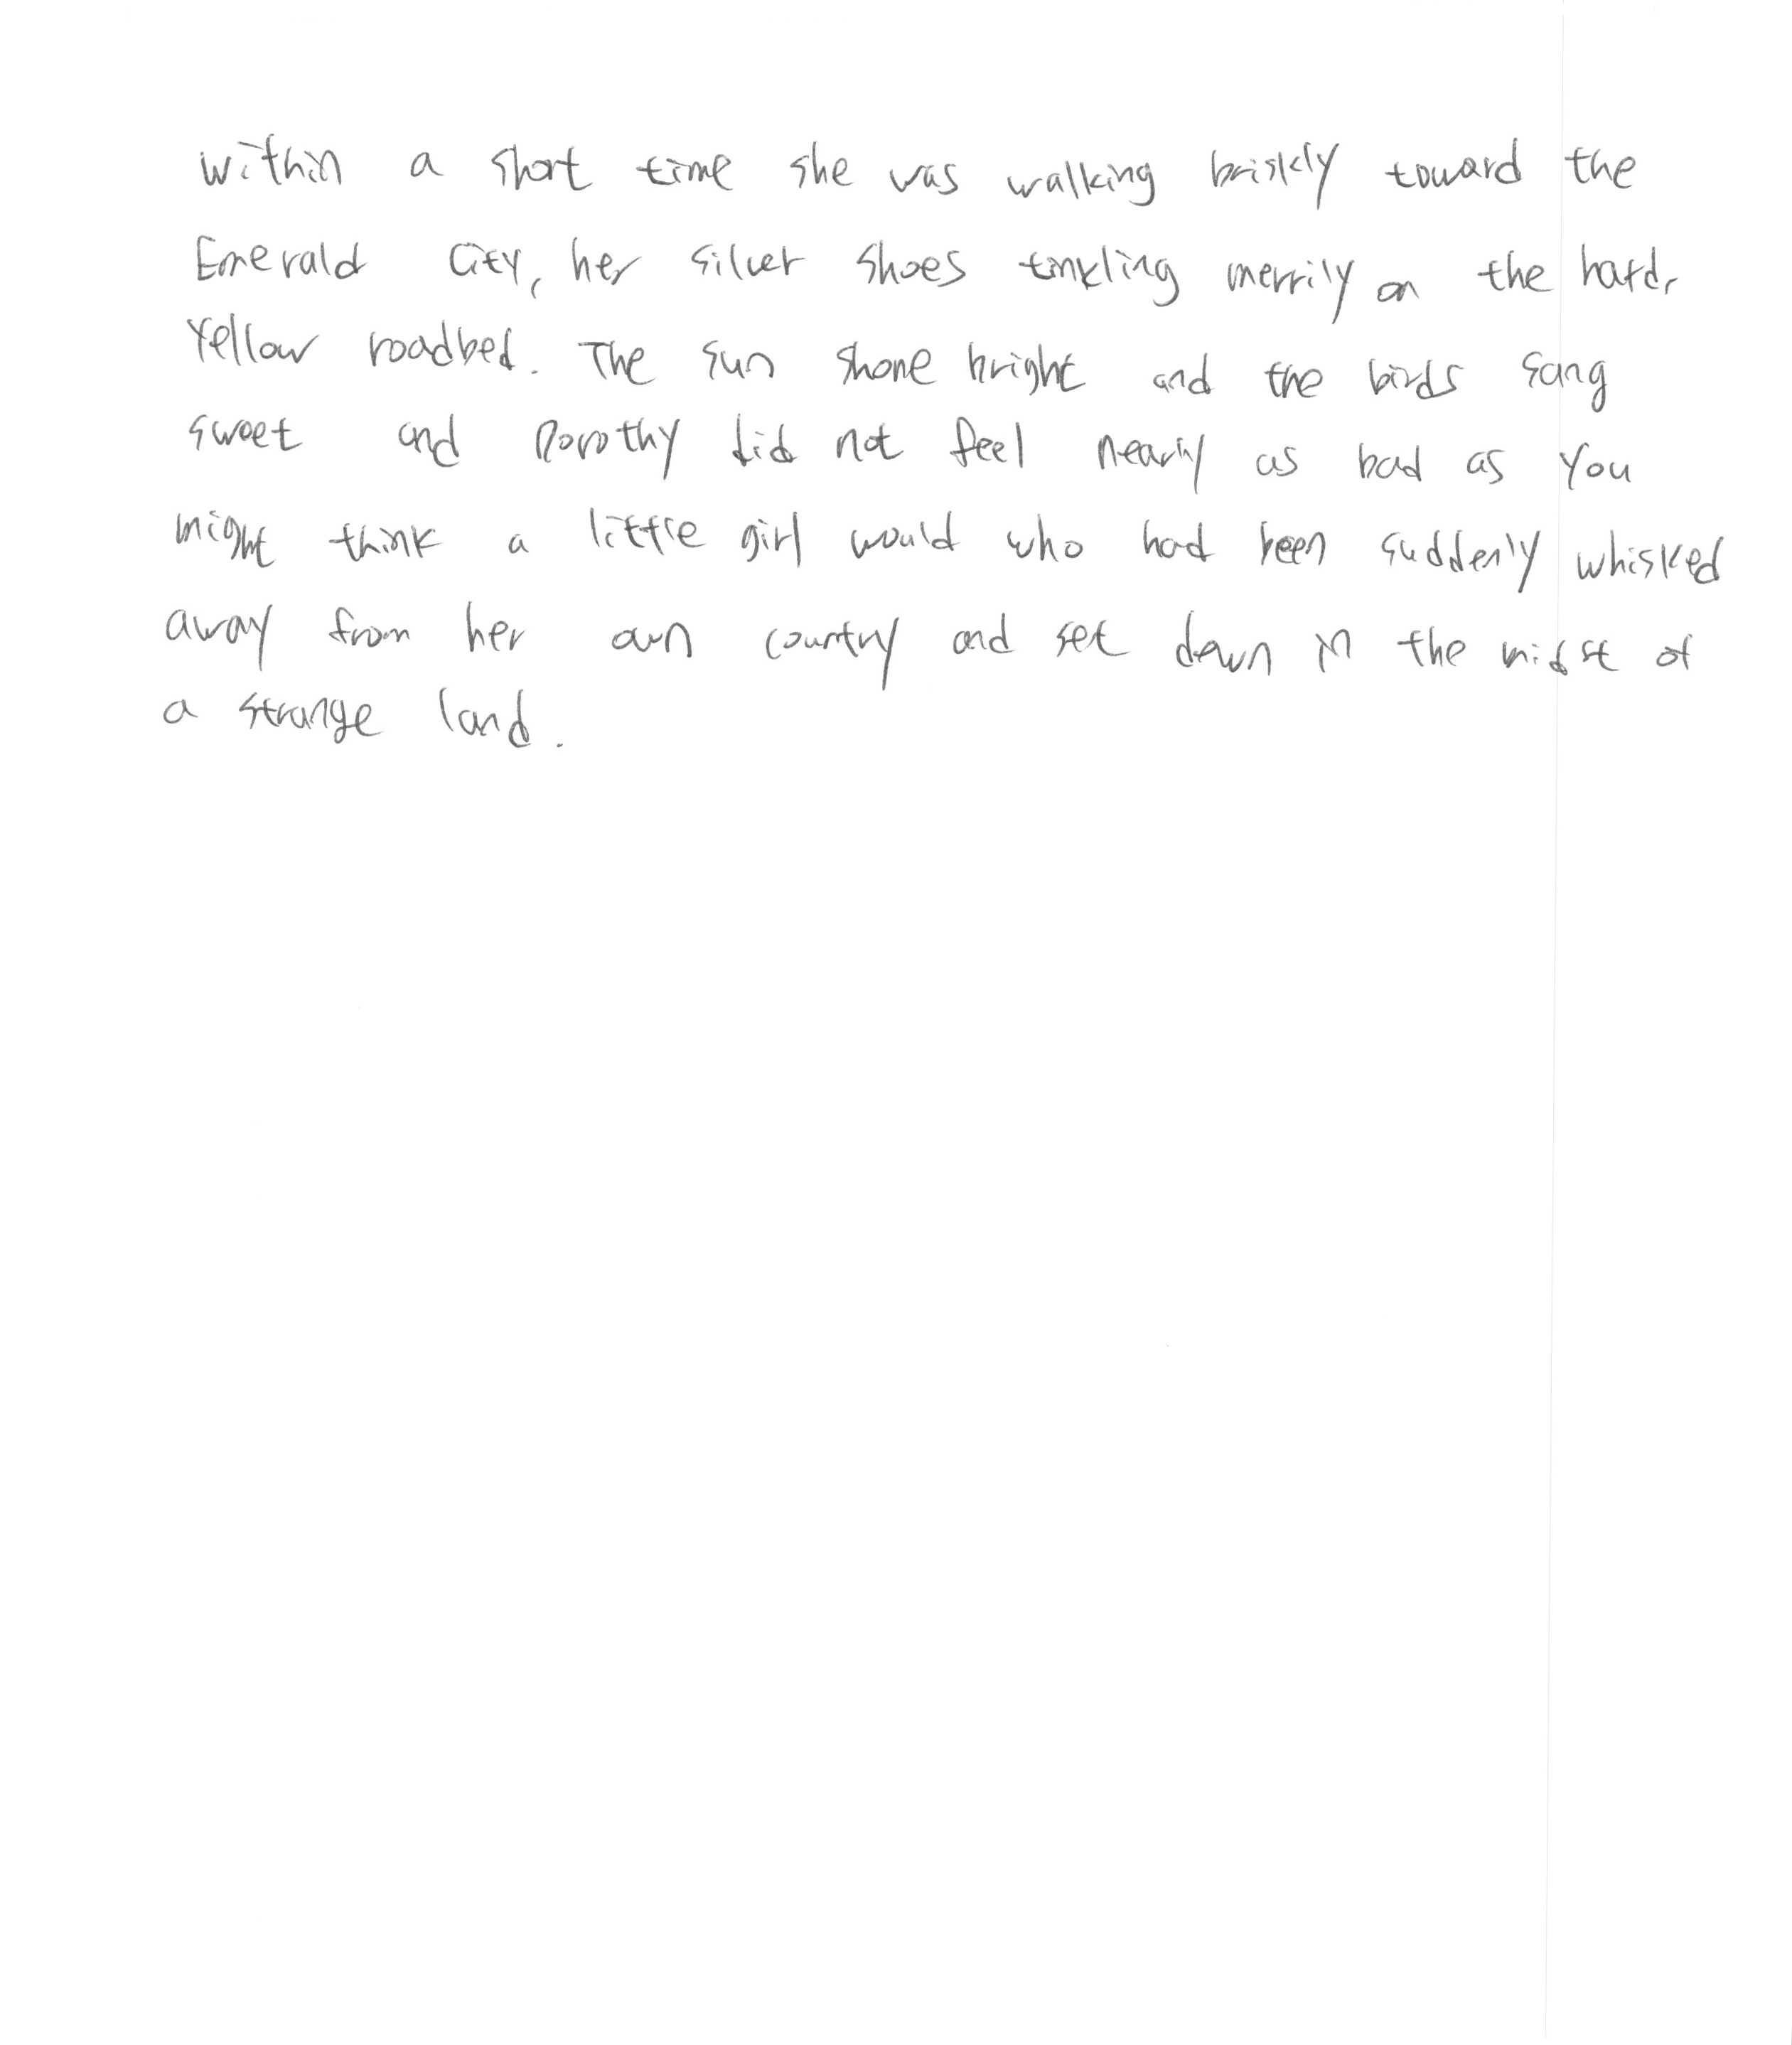 within a short time she was walking briskly toward the
Emerald City, her silver shoes tinkling merrily on the hard,
Yellow roadbed. The sun shone bright and the birds sang
sweet and Dorothy did not feel nearly as bad as you
might think a little girl would who had been suddenly whisked
away from her own country and set down in the midst of
a strange land.